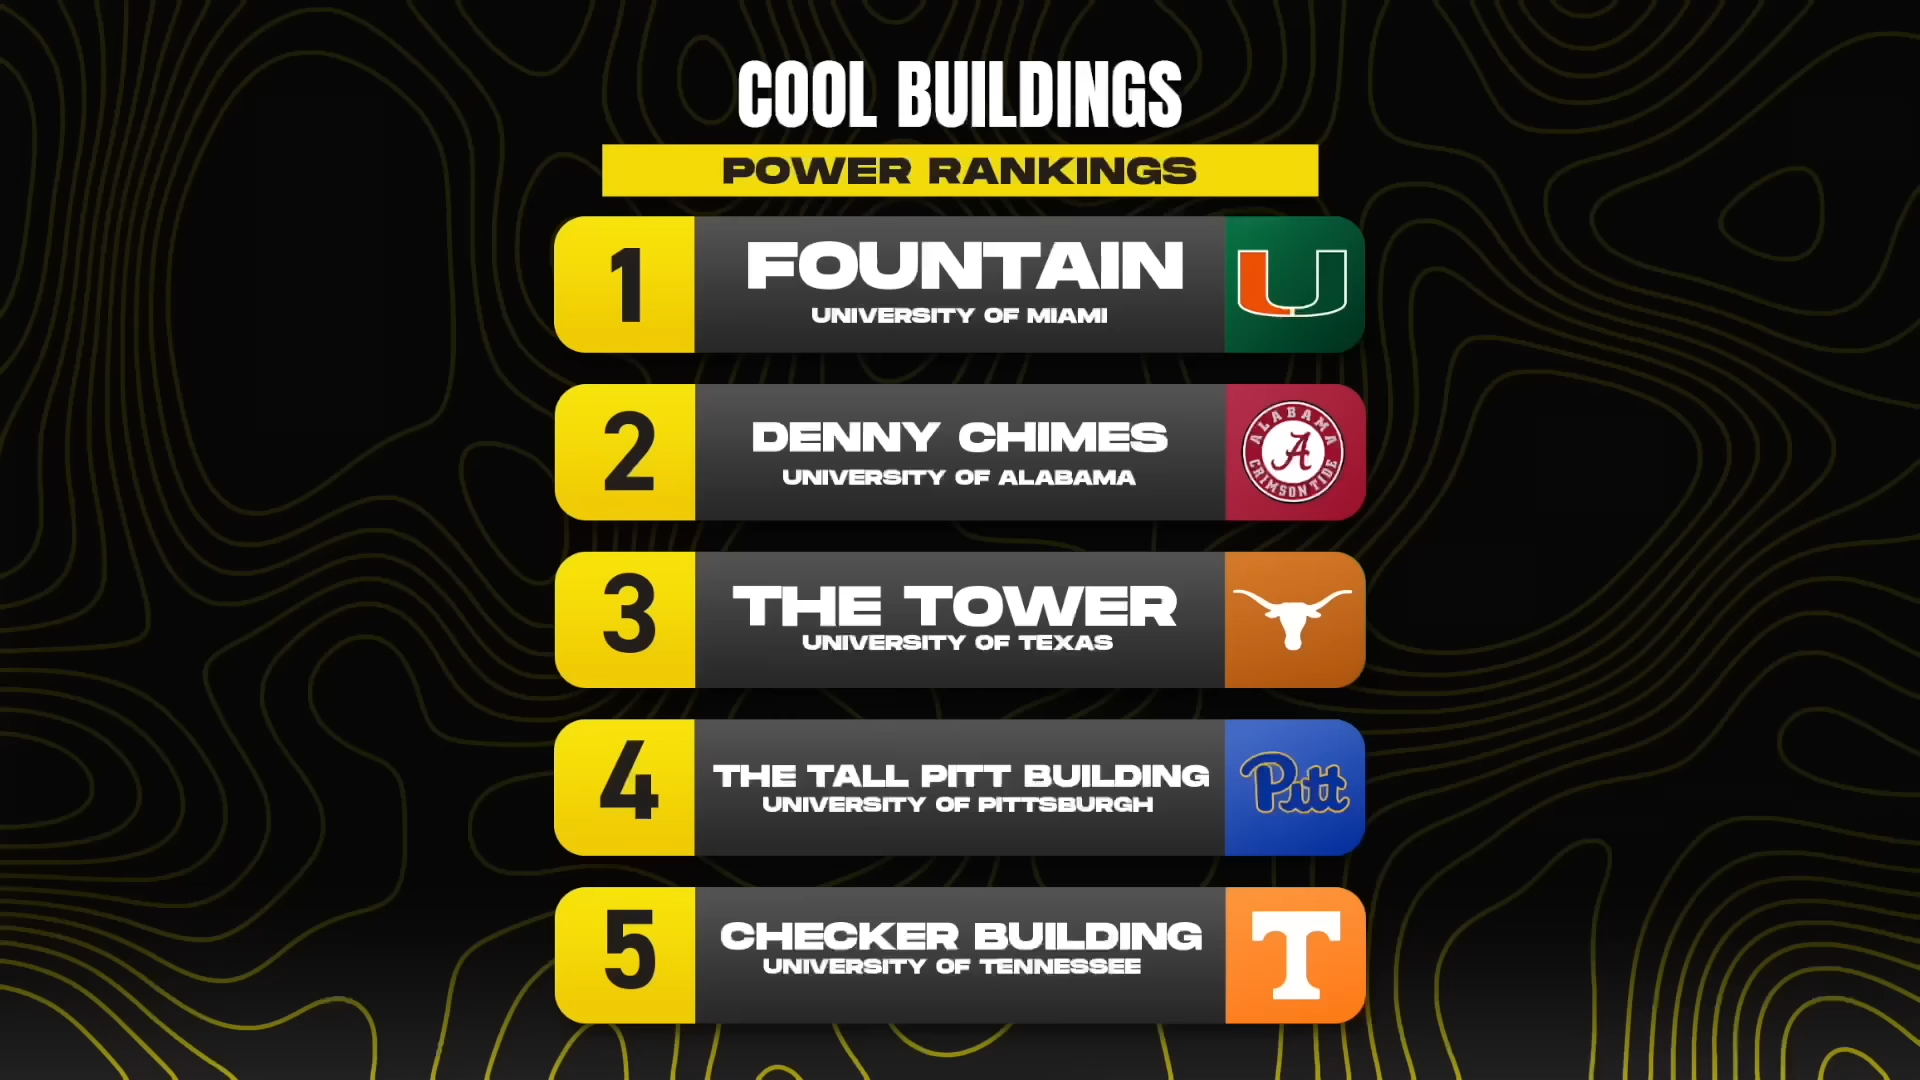 COOL BUILDINGS
POWER RANKINGS
1
FOUNTAIN
UNIVERSITY OF MIAMI
U
2
DENNY CHIMES
UNIVERSITY OF ALABAMA
ALABAMA
A
CRIMSON TIDE
3
THE TOWER
UNIVERSITY OF TEXAS
4
THE TALL PITT BUILDING
UNIVERSITY OF PITTSBURGH
Pitt
5
CHECKER BUILDING
UNIVERSITY OF TENNESSEE
T